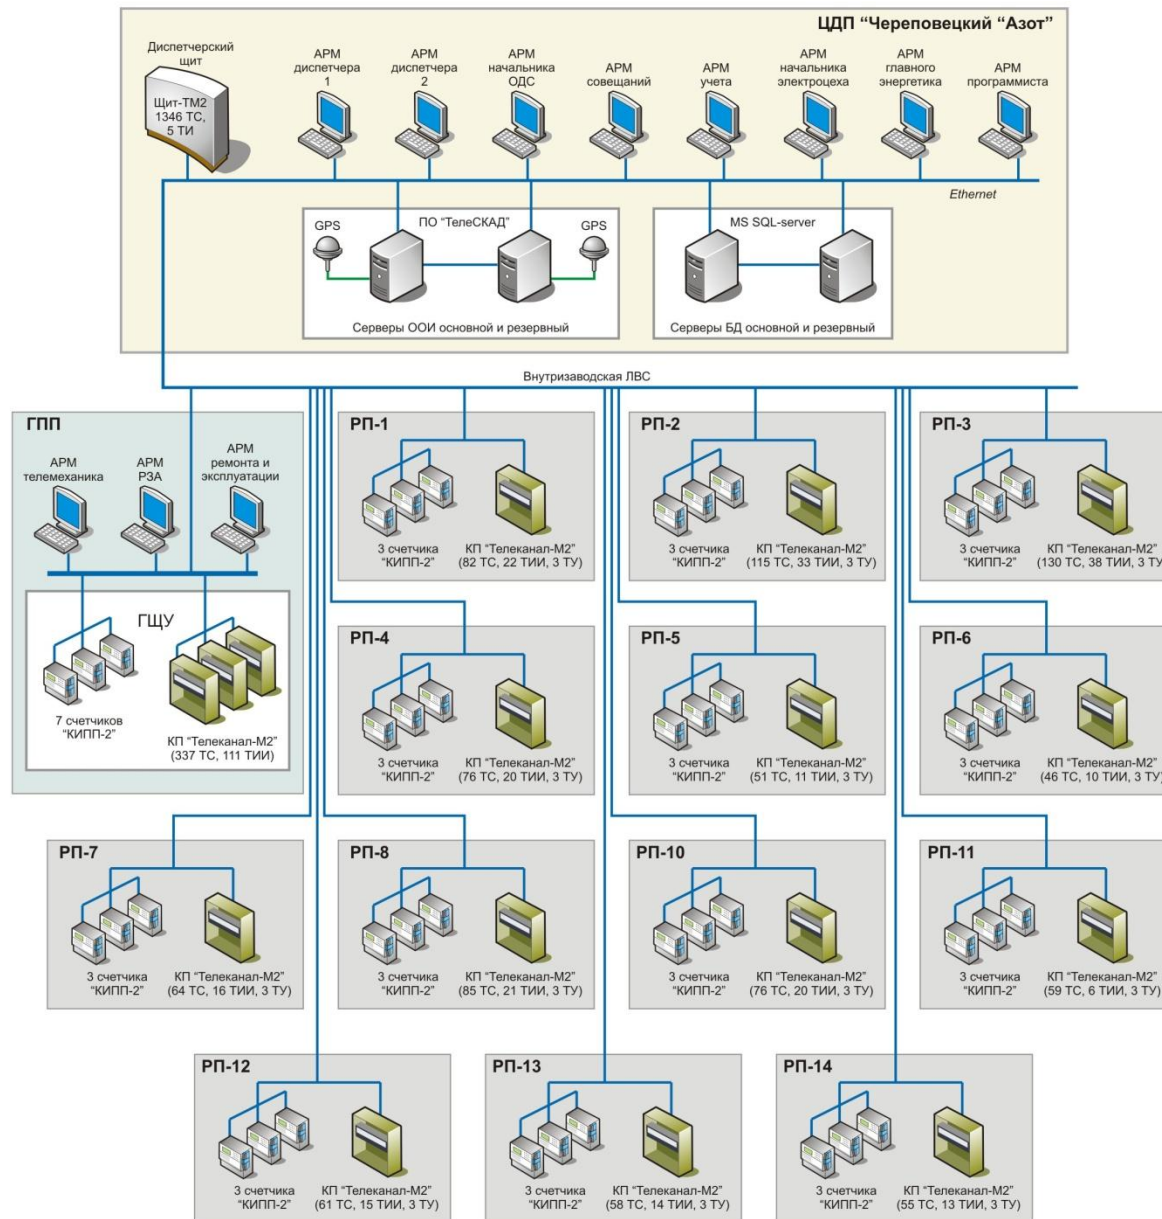 ЦДП “Череповецкий “Азот”
Диспетчерский
щит
Щит-ТМ2
1346 ТС,
5 ТИ
АРМ
диспетчера
1
АРМ
диспетчера
2
АРМ
начальника
ОДС
АРМ
совещаний
АРМ
учета
АРМ
начальника
электроцеха
АРМ
главного
энергетика
АРМ
программиста
Ethernet
GPS
ПО “ТелеСКАД”
GPS
Серверы ООИ основной и резервный
MS SQL-server
Серверы БД основной и резервный
Внутризаводская ЛВС
ГПП
АРМ
телемеханика
АРМ
РЗА
АРМ
ремонта и
эксплуатации
ГЩУ
7 счетчиков
“КИПП-2”
КП “Телеканал-М2”
(337 ТС, 111 ТИИ)
РП-1
3 счетчика
“КИПП-2”
КП “Телеканал-М2”
(82 ТС, 22 ТИИ, 3 ТУ)
РП-2
3 счетчика
“КИПП-2”
КП “Телеканал-М2”
(115 ТС, 33 ТИИ, 3 ТУ)
РП-3
3 счетчика
“КИПП-2”
КП “Телеканал-М2”
(130 ТС, 38 ТИИ, 3 ТУ)
РП-4
3 счетчика
“КИПП-2”
КП “Телеканал-М2”
(76 ТС, 20 ТИИ, 3 ТУ)
РП-5
3 счетчика
“КИПП-2”
КП “Телеканал-М2”
(51 ТС, 11 ТИИ, 3 ТУ)
РП-6
3 счетчика
“КИПП-2”
КП “Телеканал-М2”
(46 ТС, 10 ТИИ, 3 ТУ)
РП-7
3 счетчика
“КИПП-2”
КП “Телеканал-М2”
(64 ТС, 16 ТИИ, 3 ТУ)
РП-8
3 счетчика
“КИПП-2”
КП “Телеканал-М2”
(85 ТС, 21 ТИИ, 3 ТУ)
РП-10
3 счетчика
“КИПП-2”
КП “Телеканал-М2”
(76 ТС, 20 ТИИ, 3 ТУ)
РП-11
3 счетчика
“КИПП-2”
КП “Телеканал-М2”
(59 ТС, 6 ТИИ, 3 ТУ)
РП-12
3 счетчика
“КИПП-2”
КП “Телеканал-М2”
(61 ТС, 15 ТИИ, 3 ТУ)
РП-13
3 счетчика
“КИПП-2”
КП “Телеканал-М2”
(58 ТС, 14 ТИИ, 3 ТУ)
РП-14
3 счетчика
“КИПП-2”
КП “Телеканал-М2”
(55 ТС, 13 ТИИ, 3 ТУ)